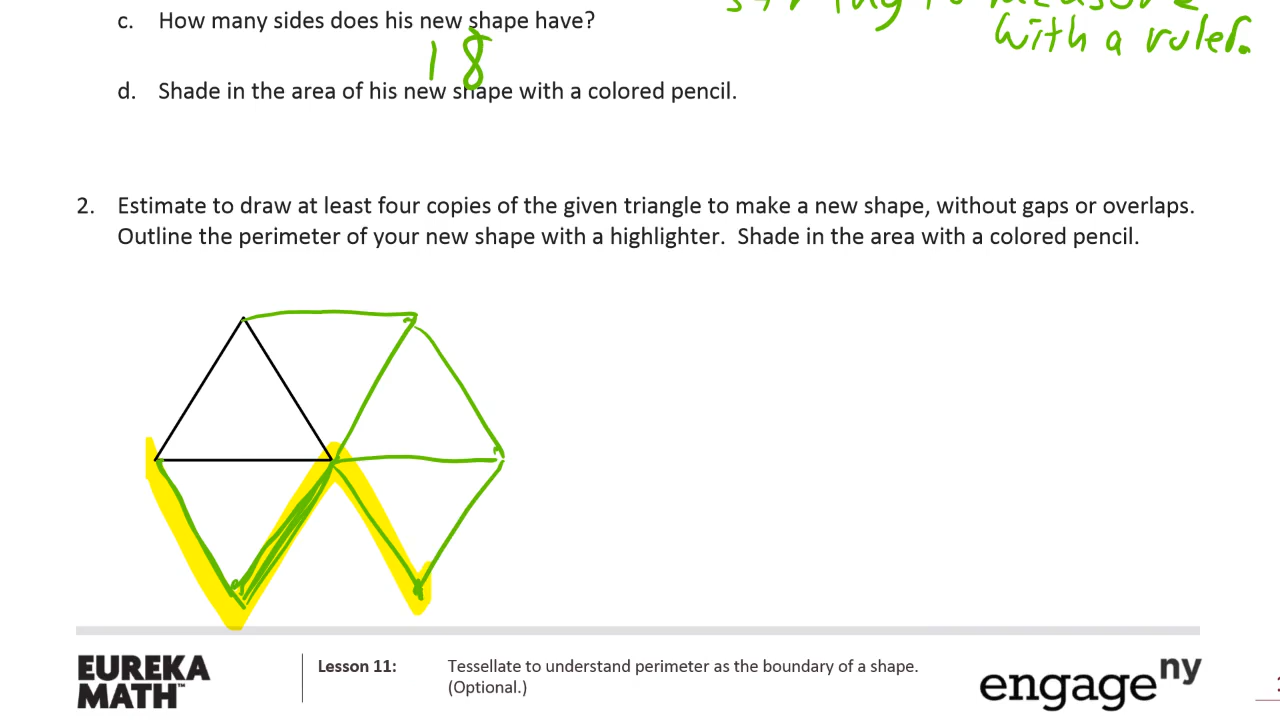 c. How many sides does his new shape have?
with a ruler.
18
d. Shade in the area of his new shape with a colored pencil.
2. Estimate to draw at least four copies of the given triangle to make a new shape, without gaps or overlaps.
Outline the perimeter of your new shape with a highlighter. Shade in the area with a colored pencil.
EUREKA
MATH™
Lesson 11: Tessellate to understand perimeter as the boundary of a shape.
(Optional.)
engageny